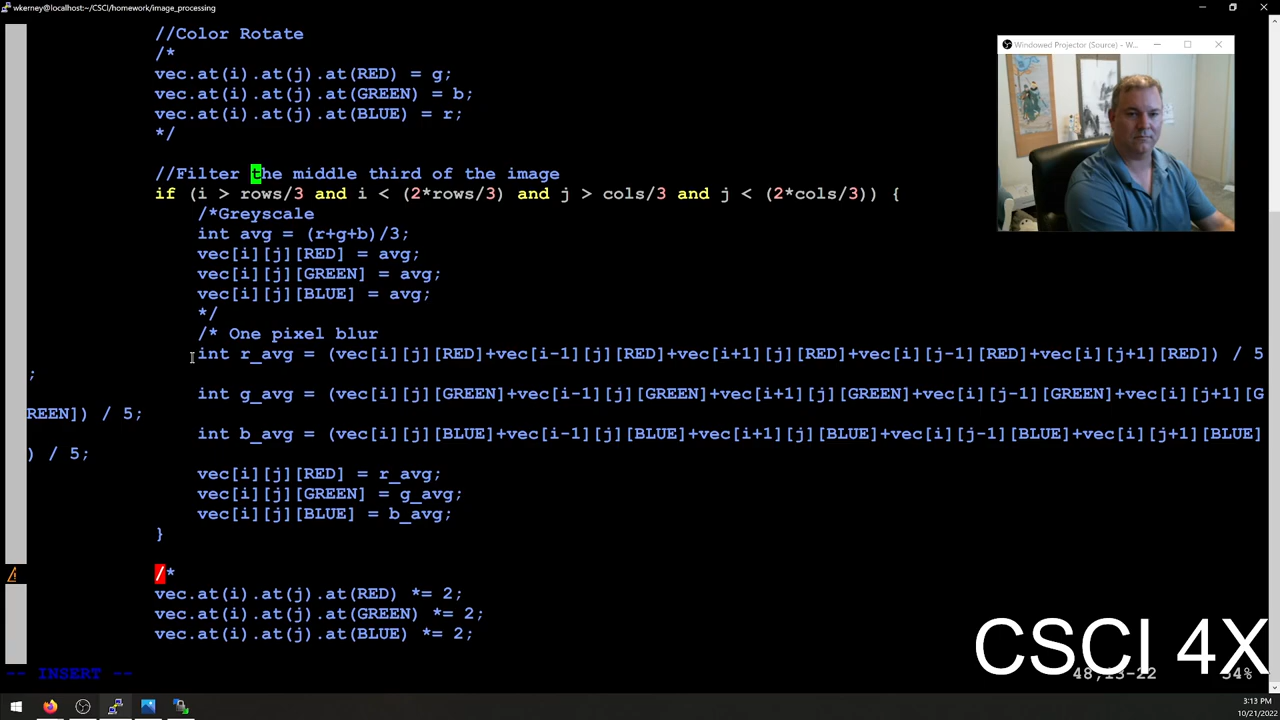 wkerney@localhost:~/CSCI/homework/image_processing
//Color Rotate
/*
vec.at(i).at(j).at(RED) = g;
vec.at(i).at(j).at(GREEN) = b;
vec.at(i).at(j).at(BLUE) = r;
*/
Windowed Projector (Source) - W...
//Filter the middle third of the image
if (i > rows/3 and i < (2*rows/3) and j > cols/3 and j < (2*cols/3)) {
/*Greyscale
int avg = (r+g+b)/3;
vec[i][j][RED] = avg;
vec[i][j][GREEN] = avg;
vec[i][j][BLUE] = avg;
*/
/* One pixel blur
int r_avg = (vec[i][j][RED]+vec[i-1][j][RED]+vec[i+1][j][RED]+vec[i][j-1][RED]+vec[i][j+1][RED]) / 5
;
int g_avg = (vec[i][j][GREEN]+vec[i-1][j][GREEN]+vec[i+1][j][GREEN]+vec[i][j-1][GREEN]+vec[i][j+1][G
REEN]) / 5;
int b_avg = (vec[i][j][BLUE]+vec[i-1][j][BLUE]+vec[i+1][j][BLUE]+vec[i][j-1][BLUE]+vec[i][j+1][BLUE]
) / 5;
vec[i][j][RED] = r_avg;
vec[i][j][GREEN] = g_avg;
vec[i][j][BLUE] = b_avg;
}
/*
vec.at(i).at(j).at(RED) *= 2;
vec.at(i).at(j).at(GREEN) *= 2;
vec.at(i).at(j).at(BLUE) *= 2;
CSCI 4X
-- INSERT --
48,13-22
54%
3:13 PM
10/21/2022